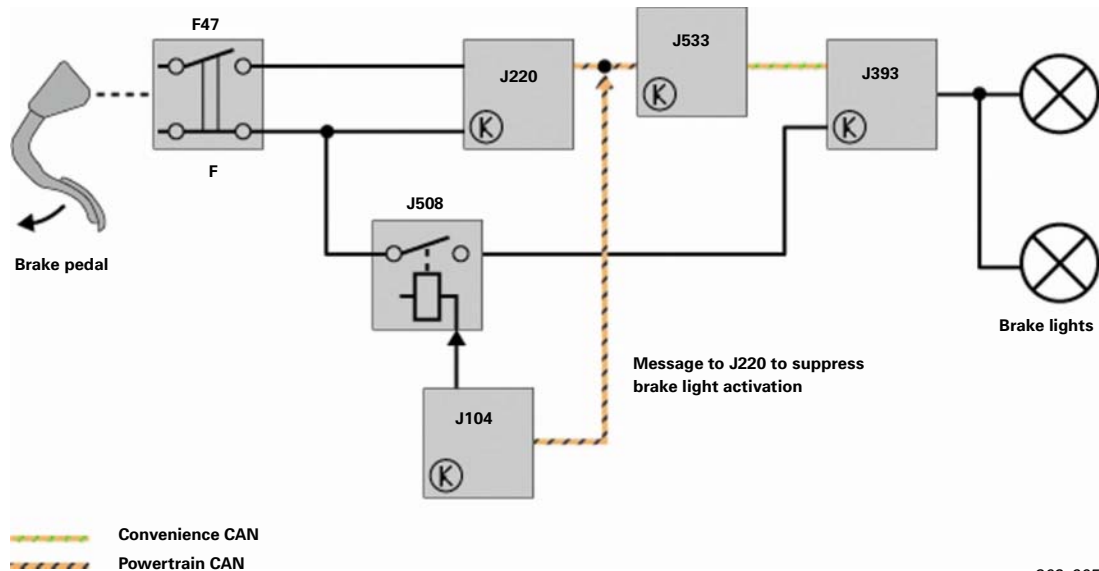 F47
J220
J533
J393
F
J508
Brake pedal
Brake lights
Message to J220 to suppress
brake light activation
J104
K
K
K
K
Convenience CAN
Powertrain CAN